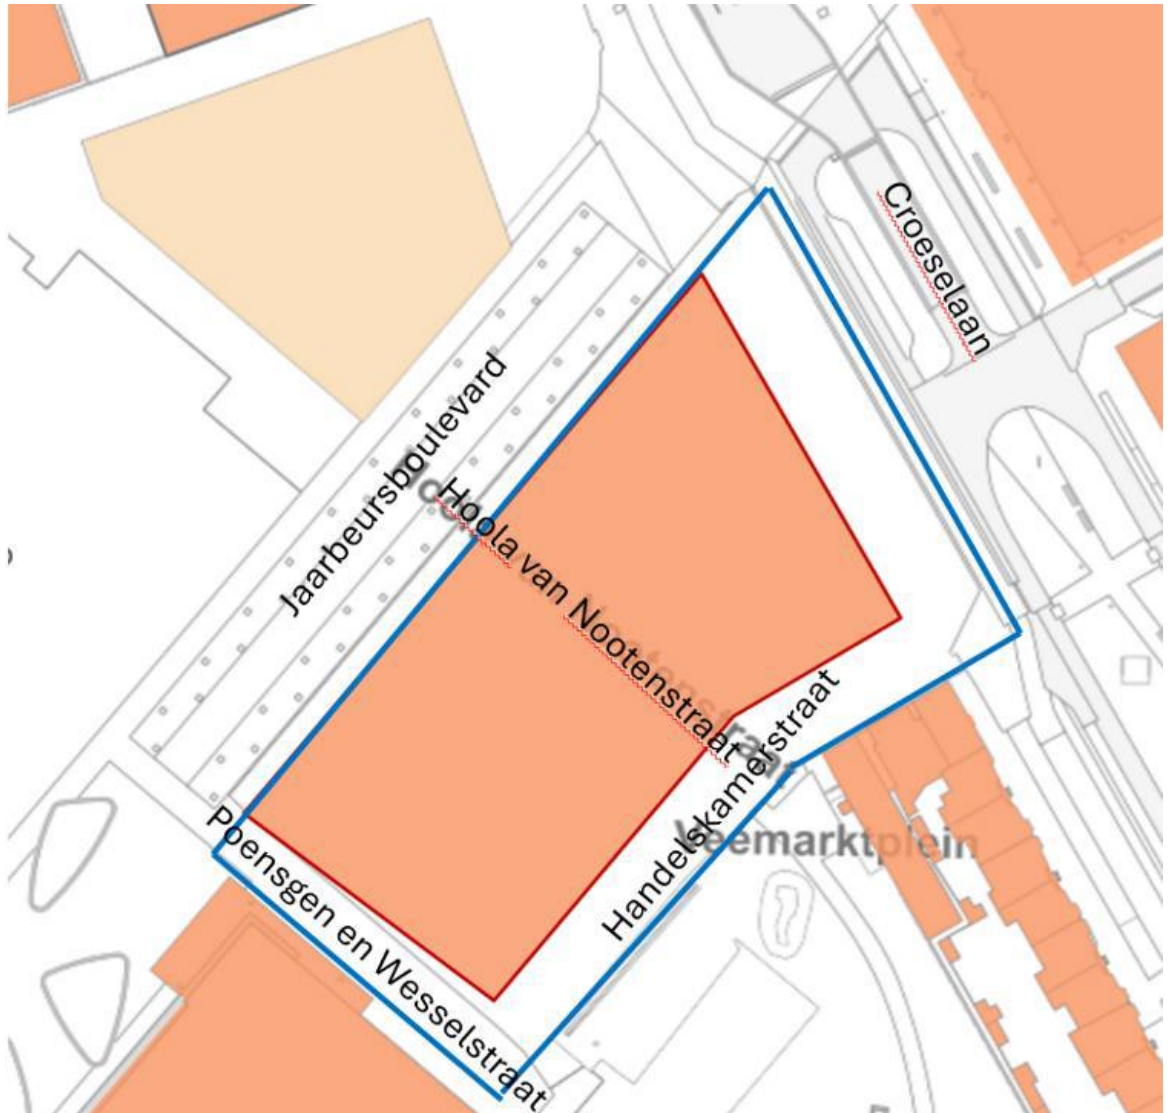 Croeselaan
Jaarbeursboulevard
Hoola van Nootenstraat
Handelskamerstraat
Veemarktplein
Poensgen en Wesselstraat